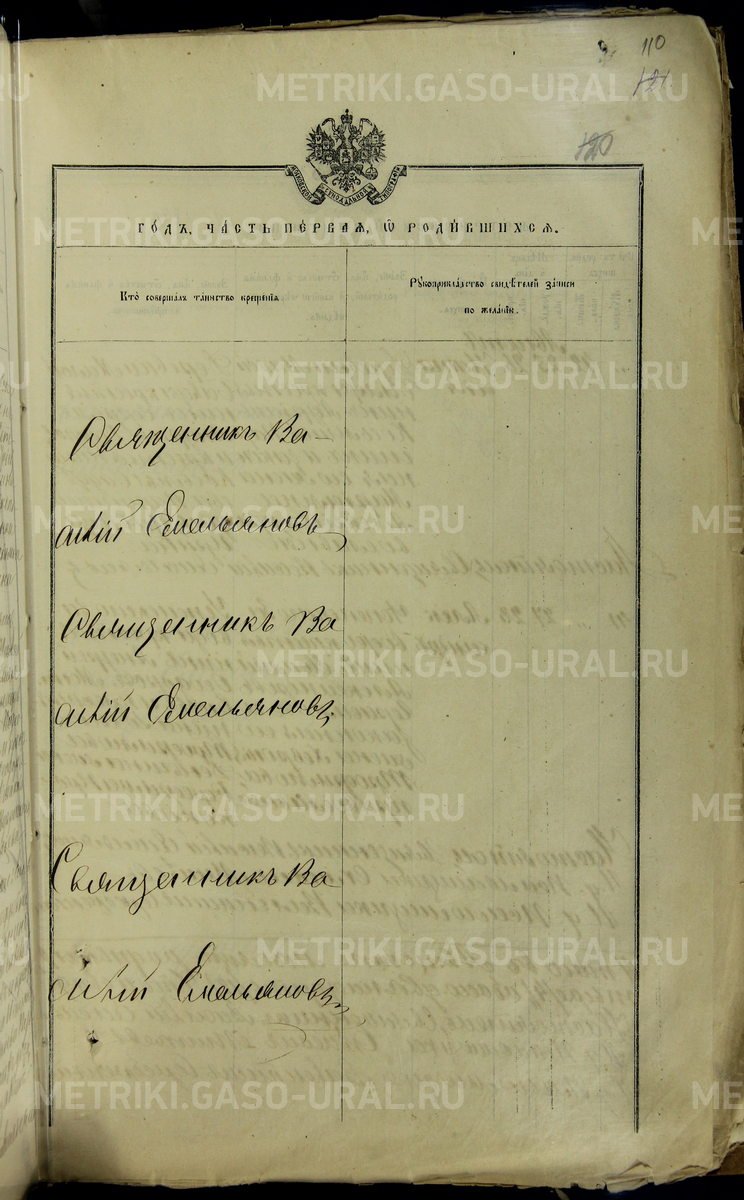 110
121
120
METRIKI.GASO-URAL.RU
ГОДЪ, ЧАСТЬ ПЕРВАЯ, Ѡ РОДИВШИХСЯ.
Кто совершалъ таинство крещенія
Рукоприкладство свидѣтелей записи
по желанію.
Священникъ Ва-
силій Емельяновъ
Священникъ Ва
силій Емельяновъ
Священникъ Ва
силій Емельяновъ